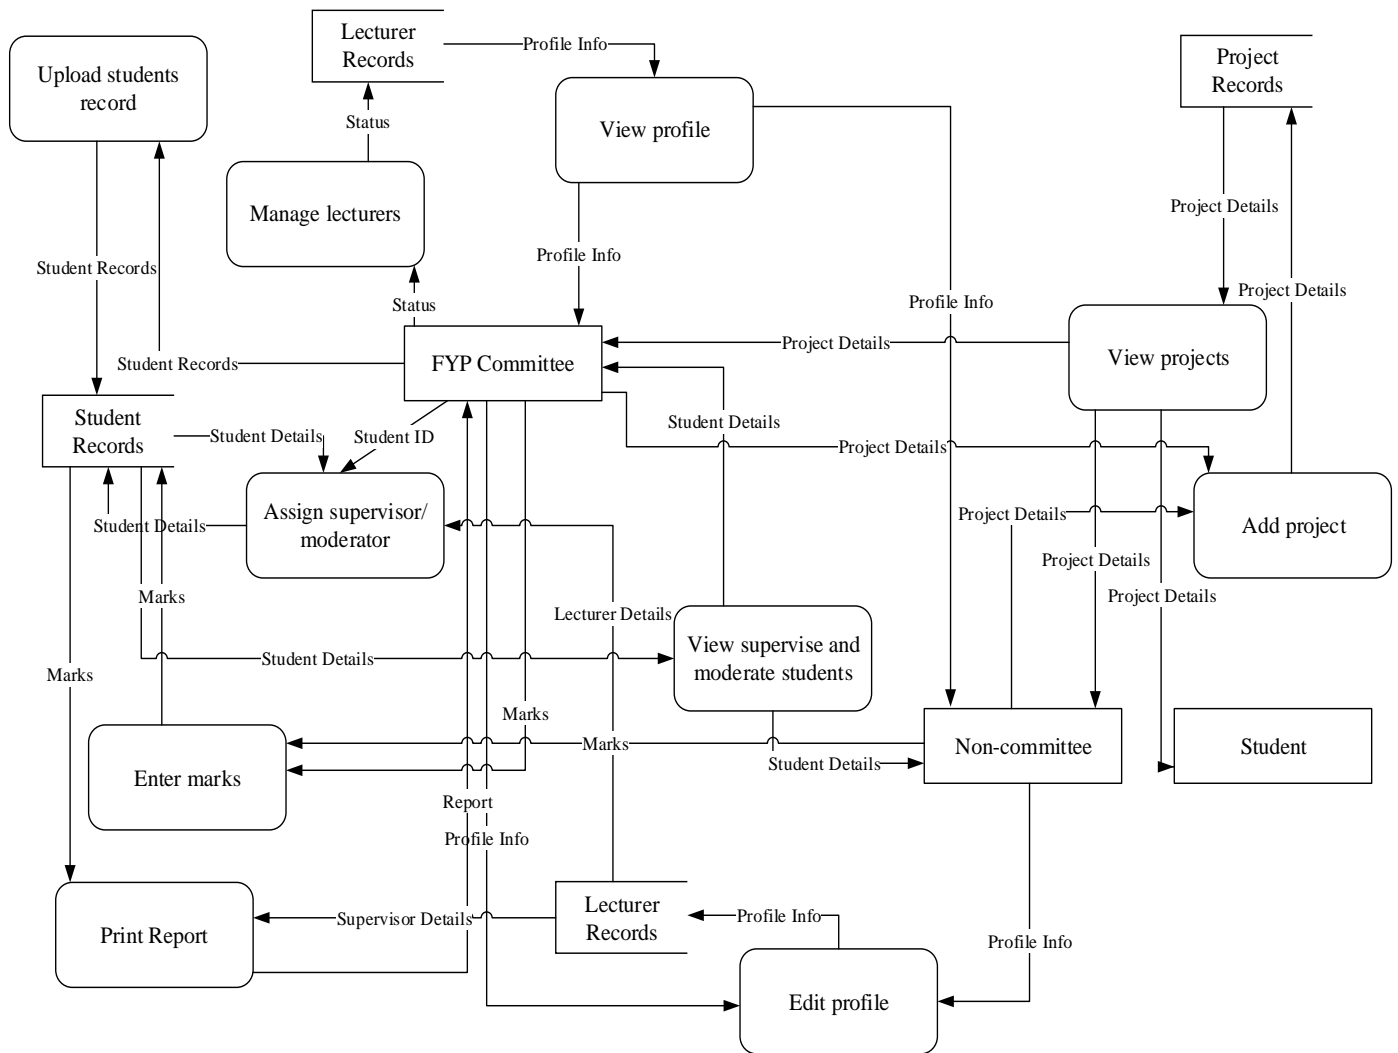 Lecturer
Records
Profile Info
Project
Records
Upload students
record
View profile
Status
Manage lecturers
Project Details
Profile Info
Student Records
Project Details
Status
Profile Info
Project Details
View projects
Student Records
FYP Committee
Student
Records
Student Details
Student ID
Student Details
Project Details
Assign supervisor/
moderator
Student Details
Project Details
Add project
Project Details
Marks
Project Details
Lecturer Details
View supervise and
moderate students
Student Details
Marks
Marks
Marks
Non-committee
Student
Student Details
Enter marks
Report
Profile Info
Lecturer
Records
Supervisor Details
Profile Info
Print Report
Profile Info
Edit profile